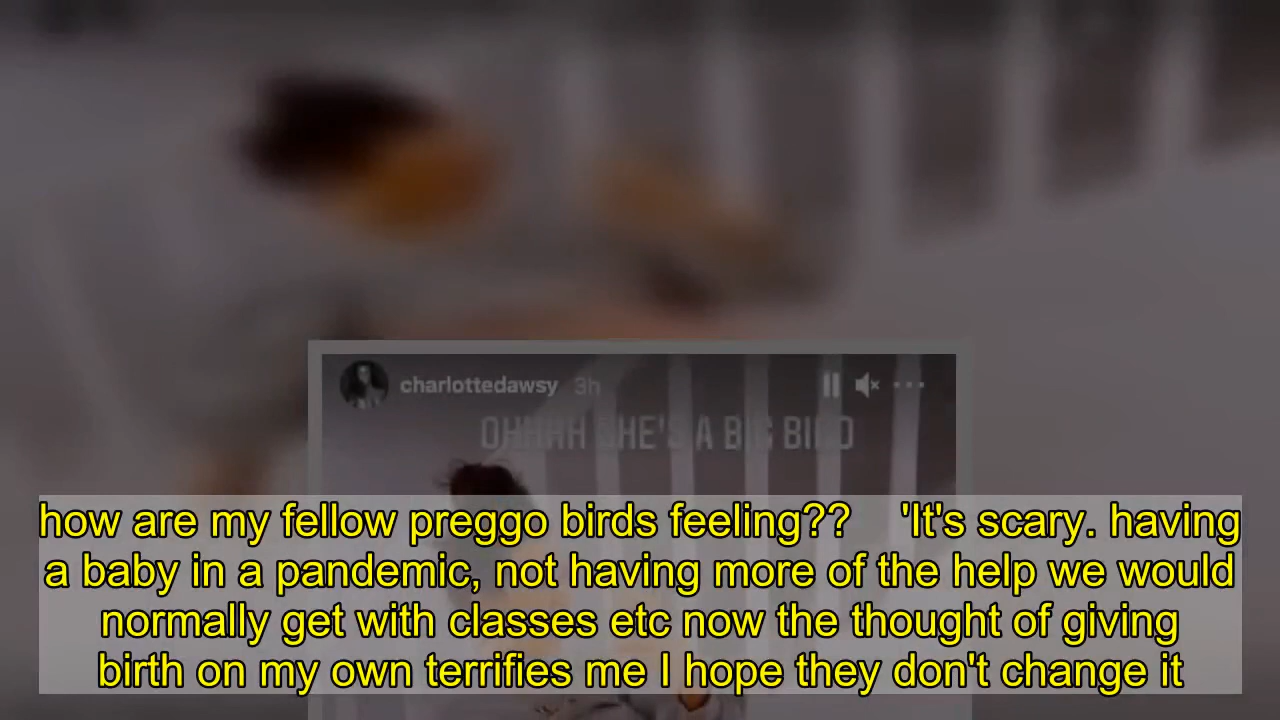 charlottedawsy 3h
OHHHH SHE'S A BIG BIRD
how are my fellow preggo birds feeling?? 'It's scary. having
a baby in a pandemic, not having more of the help we would
normally get with classes etc now the thought of giving
birth on my own terrifies me I hope they don't change it